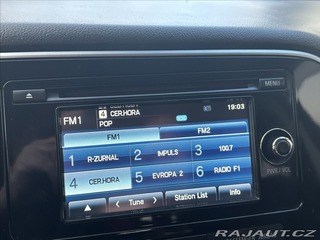 MENU
FM1
4 CER.HORA
POP
19:03
FM1
FM2
1 R-ZURNAL
2 IMPULS
3 100.7
4 CER.HORA
5 EVROPA 2
6 RADIO F1
Tune
Station List
Info
PWR / VOL
RAJAUT.CZ